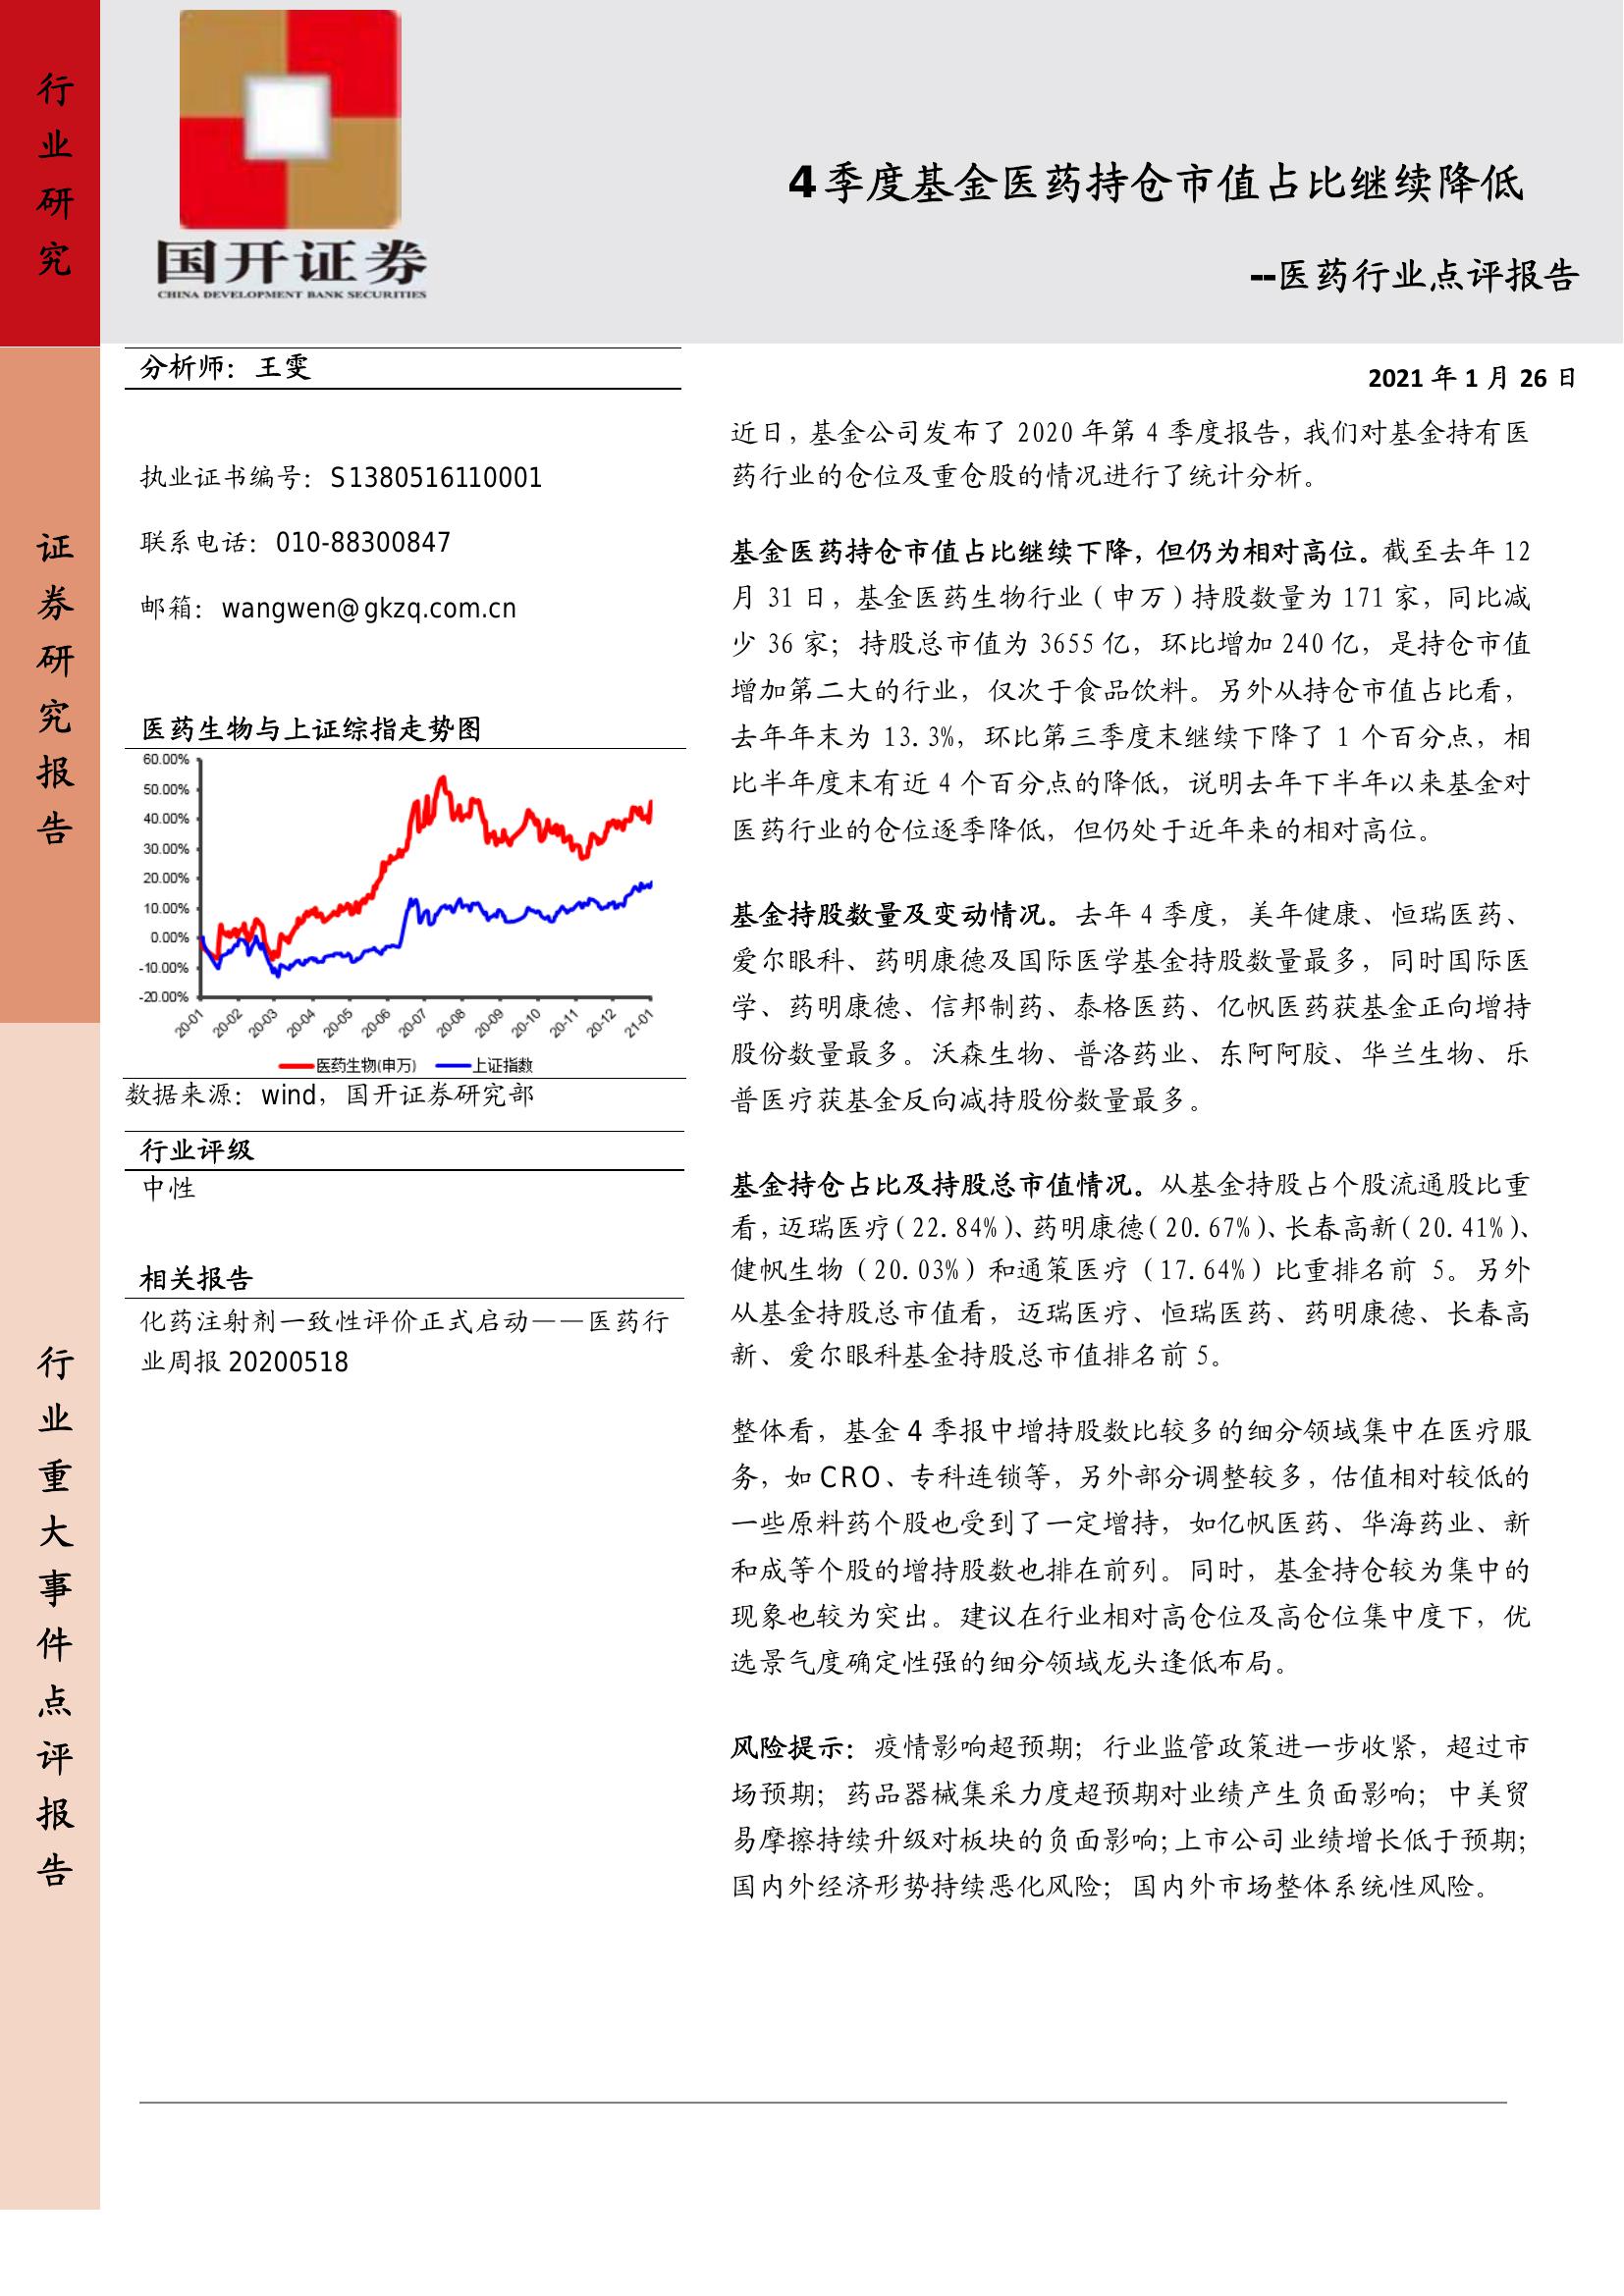 行业研究
证券研究报告
行业重大事件点评报告
国开证券
CHINA DEVELOPMENT BANK SECURITIES
4季度基金医药持仓市值占比继续降低
--医药行业点评报告
分析师：王雯
执业证书编号：S1380516110001
联系电话：010-88300847
邮箱：wangwen@gkzq.com.cn
医药生物与上证综指走势图
60.00%
50.00%
40.00%
30.00%
20.00%
10.00%
0.00%
-10.00%
-20.00%
20-01 20-02 20-03 20-04 20-05 20-06 20-07 20-08 20-09 20-10 20-11 20-12 21-01
医药生物(申万) 上证指数
数据来源：wind，国开证券研究部
行业评级
中性
相关报告
化药注射剂一致性评价正式启动——医药行
业周报 20200518
2021 年 1 月 26 日
近日，基金公司发布了 2020 年第 4 季度报告，我们对基金持有医
药行业的仓位及重仓股的情况进行了统计分析。
基金医药持仓市值占比继续下降，但仍为相对高位。截至去年 12
月 31 日，基金医药生物行业（申万）持股数量为 171 家，同比减
少 36 家；持股总市值为 3655 亿，环比增加 240 亿，是持仓市值
增加第二大的行业，仅次于食品饮料。另外从持仓市值占比看，
去年年末为 13.3%，环比第三季度末继续下降了 1 个百分点，相
比半年度末有近 4 个百分点的降低，说明去年下半年以来基金对
医药行业的仓位逐季降低，但仍处于近年来的相对高位。
基金持股数量及变动情况。去年 4 季度，美年健康、恒瑞医药、
爱尔眼科、药明康德及国际医学基金持股数量最多，同时国际医
学、药明康德、信邦制药、泰格医药、亿帆医药获基金正向增持
股份数量最多。沃森生物、普洛药业、东阿阿胶、华兰生物、乐
普医疗获基金反向减持股份数量最多。
基金持仓占比及持股总市值情况。从基金持股占个股流通股比重
看，迈瑞医疗（22.84%）、药明康德（20.67%）、长春高新（20.41%）、
健帆生物（20.03%）和通策医疗（17.64%）比重排名前 5。另外
从基金持股总市值看，迈瑞医疗、恒瑞医药、药明康德、长春高
新、爱尔眼科基金持股总市值排名前 5。
整体看，基金 4 季报中增持股数比较多的细分领域集中在医疗服
务，如 CRO、专科连锁等，另外部分调整较多，估值相对较低的
一些原料药个股也受到了一定增持，如亿帆医药、华海药业、新
和成等个股的增持股数也排在前列。同时，基金持仓较为集中的
现象也较为突出。建议在行业相对高仓位及高仓位集中度下，优
选景气度确定性强的细分领域龙头逢低布局。
风险提示：疫情影响超预期；行业监管政策进一步收紧，超过市
场预期；药品器械集采力度超预期对业绩产生负面影响；中美贸
易摩擦持续升级对板块的负面影响；上市公司业绩增长低于预期；
国内外经济形势持续恶化风险；国内外市场整体系统性风险。